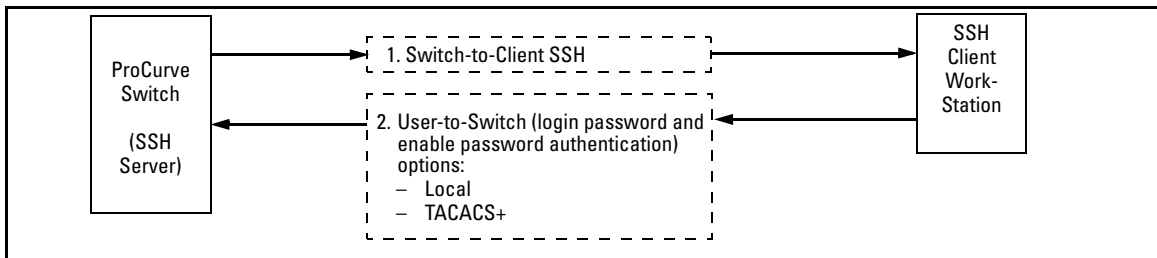 ProCurve
Switch
(SSH
Server)
1. Switch-to-Client SSH
2. User-to-Switch (login password and
enable password authentication)
options:
– Local
– TACACS+
SSH
Client
Work-
Station